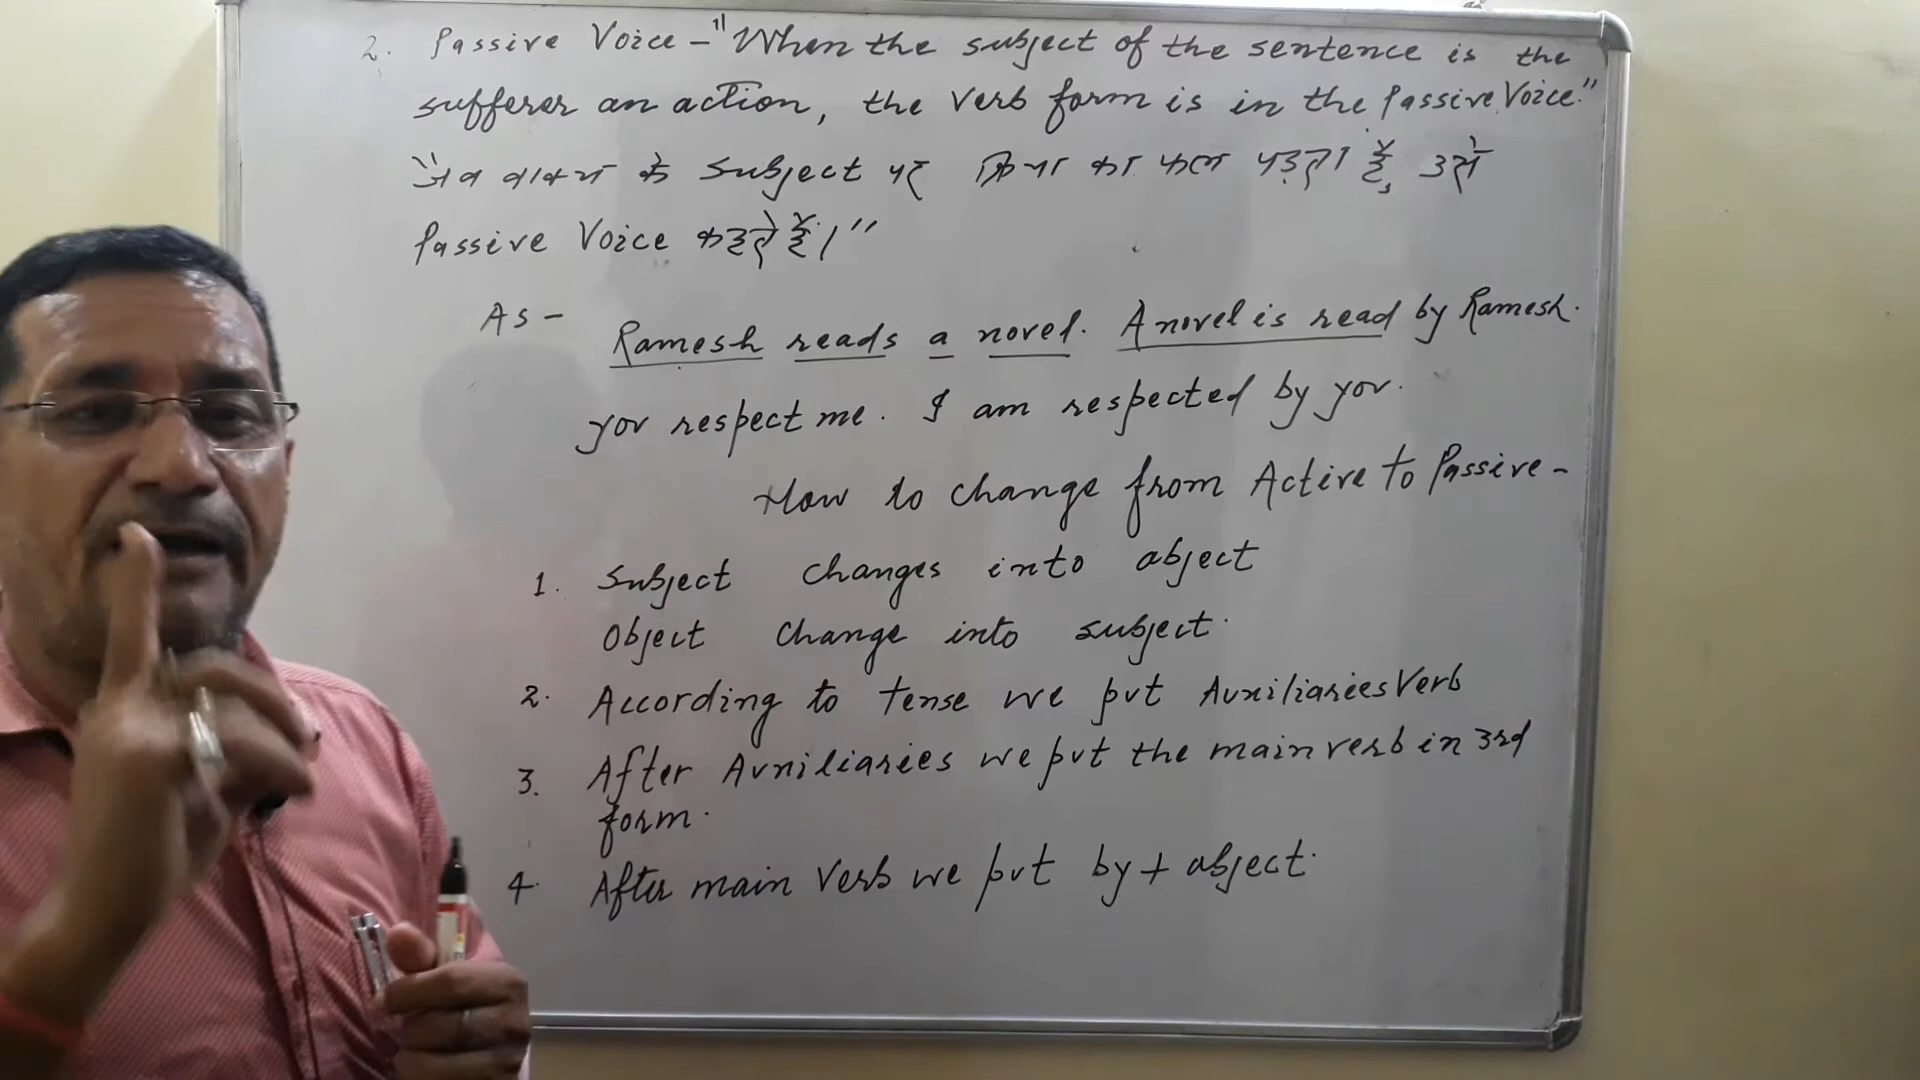 2. Passive Voice - "When the subject of the sentence is the
sufferer an action, the verb form is in the Passive Voice."
"जब वाक्य के subject पर क्रिया का फल पड़ता है, उसे
Passive Voice कहते हैं।"
As - Ramesh reads a novel. A novel is read by Ramesh.
you respect me. I am respected by you.
How to change from Active to Passive -
1. Subject changes into abject
Object change into subject.
2. According to tense we put Auxiliariees Verb
3. After Auxiliariees we put the main verb in 3rd
form.
4. After main Verb we put by + abject.